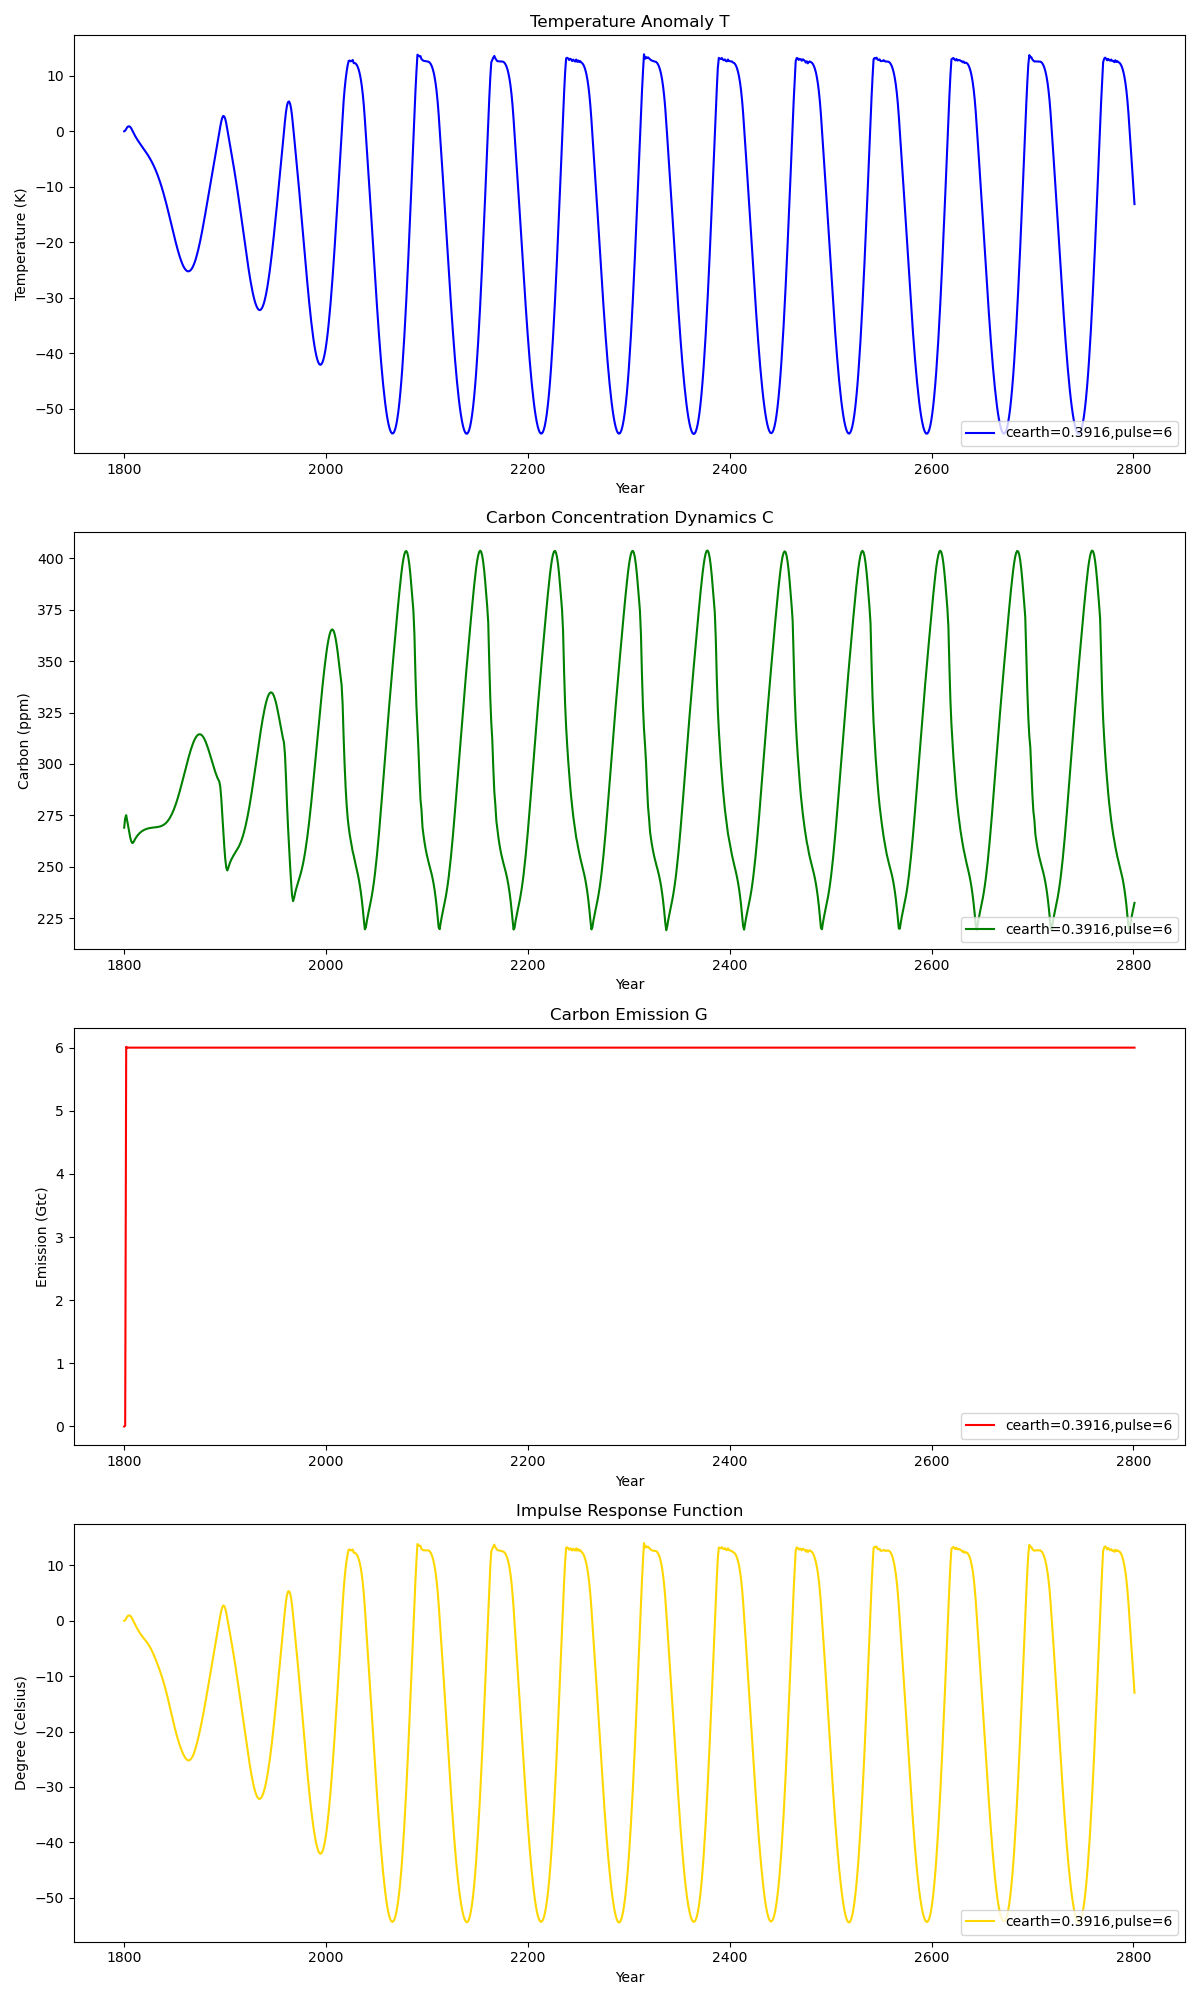 Temperature Anomaly T
10
0
−10
−20
−30
−40
−50
Temperature (K)
cearth=0.3916,pulse=6
1800 2000 2200 2400 2600 2800
Year
Carbon Concentration Dynamics C
400
375
350
325
300
275
250
225
Carbon (ppm)
cearth=0.3916,pulse=6
1800 2000 2200 2400 2600 2800
Year
Carbon Emission G
6
5
4
3
2
1
0
Emission (Gtc)
cearth=0.3916,pulse=6
1800 2000 2200 2400 2600 2800
Year
Impulse Response Function
10
0
−10
−20
−30
−40
−50
Degree (Celsius)
cearth=0.3916,pulse=6
1800 2000 2200 2400 2600 2800
Year